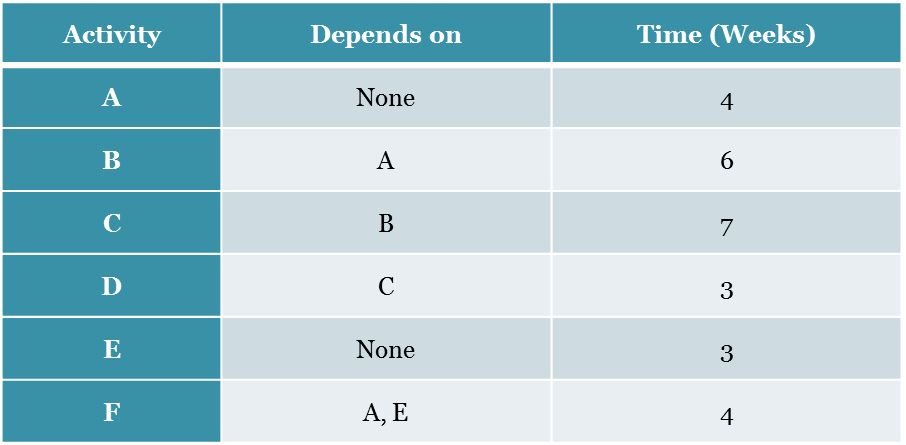 Activity Depends on Time (Weeks)
A None 4
B A 6
C B 7
D C 3
E None 3
F A, E 4